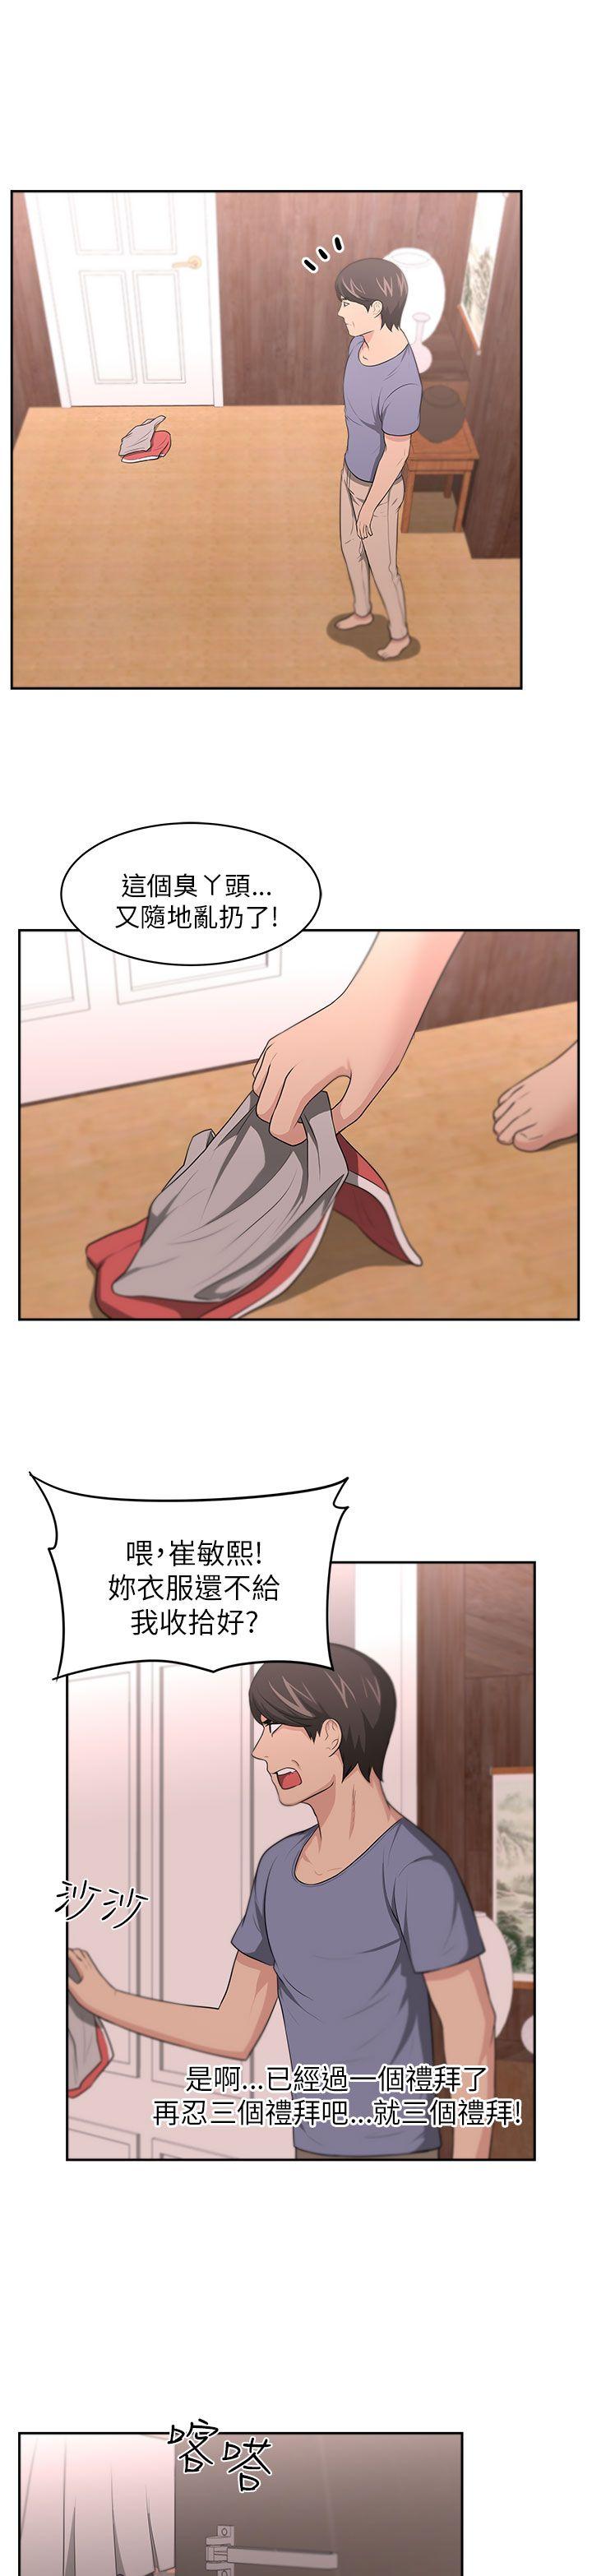 這個臭丫頭...
又隨地亂扔了!
喂,崔敏熙!
妳衣服還不給
我收拾好?
沙沙
是啊...已經過一個禮拜了
再忍三個禮拜吧...就三個禮拜!
喀嗒